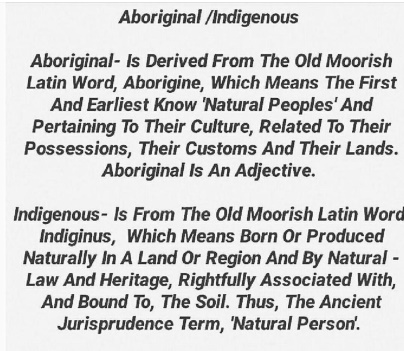 Aboriginal /Indigenous
Aboriginal- Is Derived From The Old Moorish
Latin Word, Aborigine, Which Means The First
And Earliest Know 'Natural Peoples' And
Pertaining To Their Culture, Related To Their
Possessions, Their Customs And Their Lands.
Aboriginal Is An Adjective.
Indigenous- Is From The Old Moorish Latin Word
Indiginus, Which Means Born Or Produced
Naturally In A Land Or Region And By Natural -
Law And Heritage, Rightfully Associated With,
And Bound To, The Soil. Thus, The Ancient
Jurisprudence Term, 'Natural Person'.